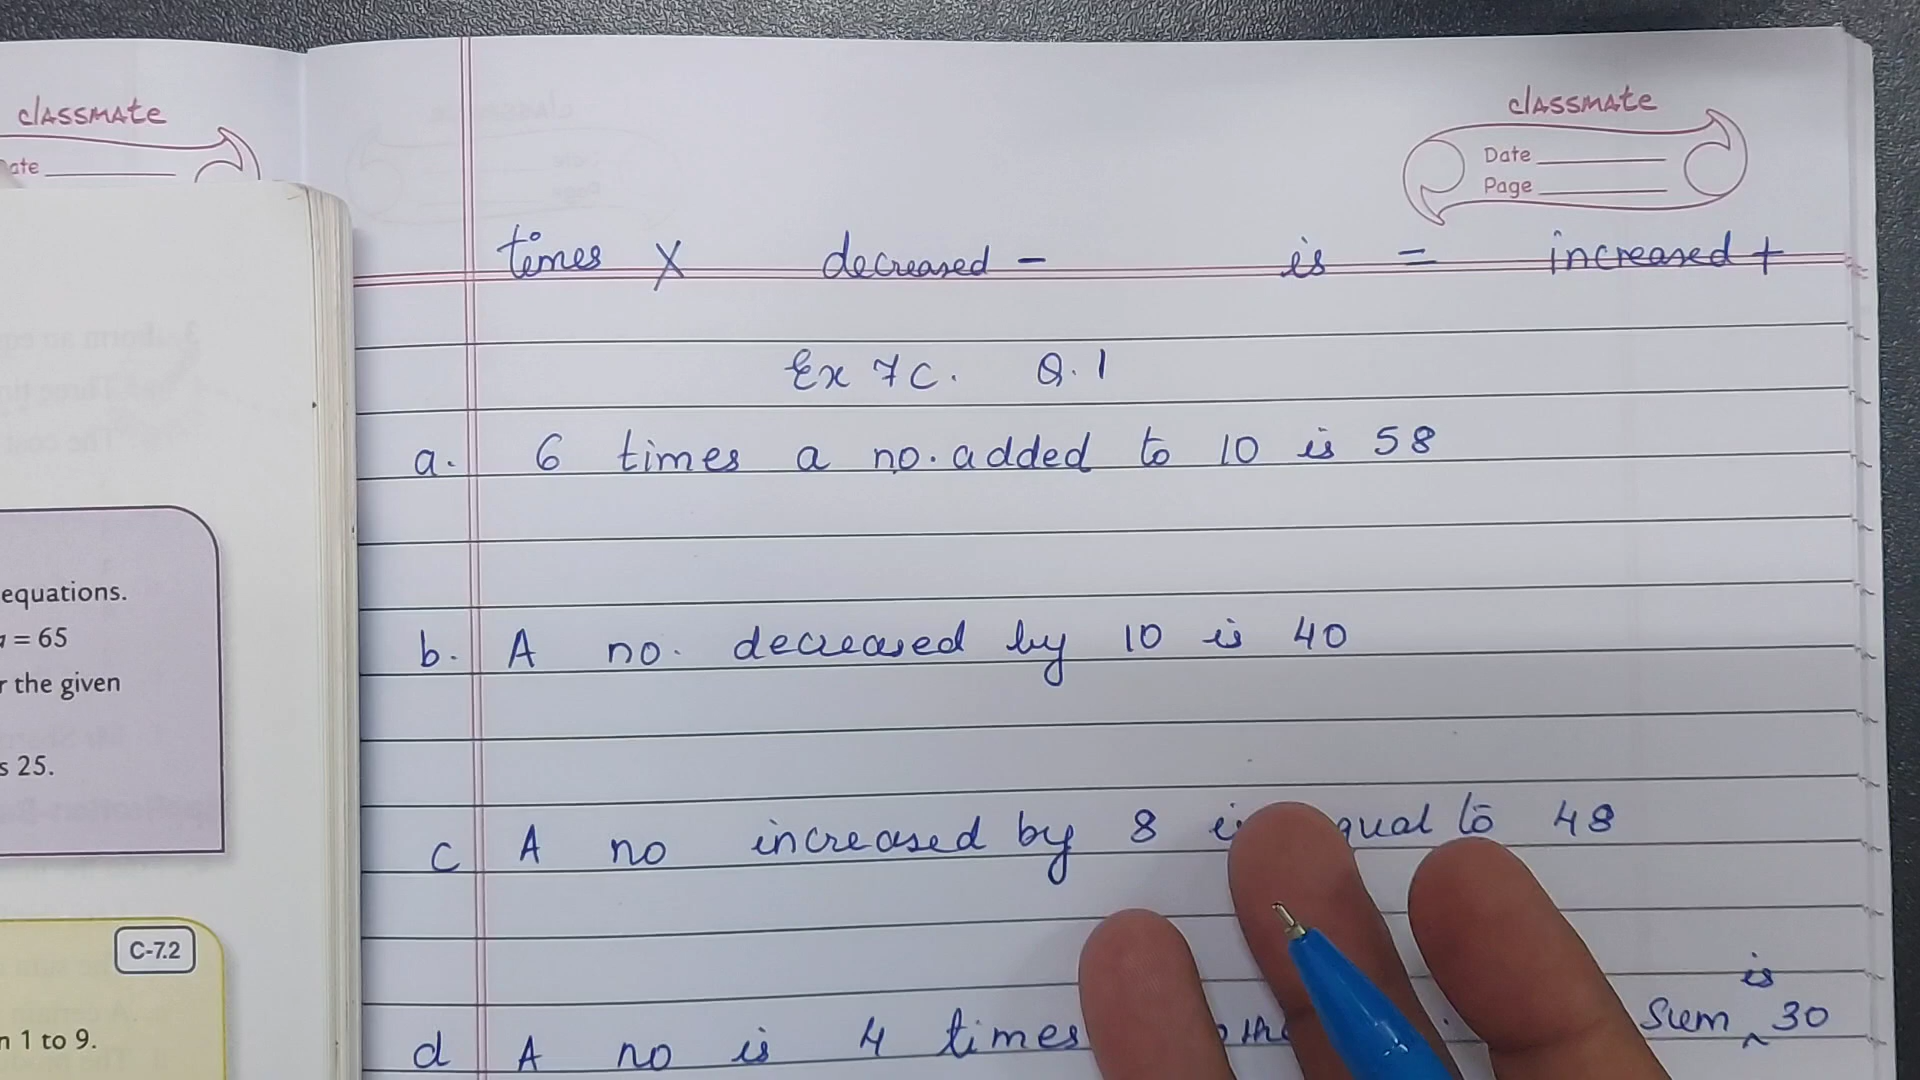 classmate
ate
classmate
Date
Page
times X decreased - is = increased +
Ex 7C. Q.1
a. 6 times a no. added to 10 is 58
b. A no. decreased by 10 is 40
c A no increased by 8 equal to 48
is
d A no is 4 times Sum ^ 30
equations.
= 65
r the given
s 25.
C-7.2
n 1 to 9.